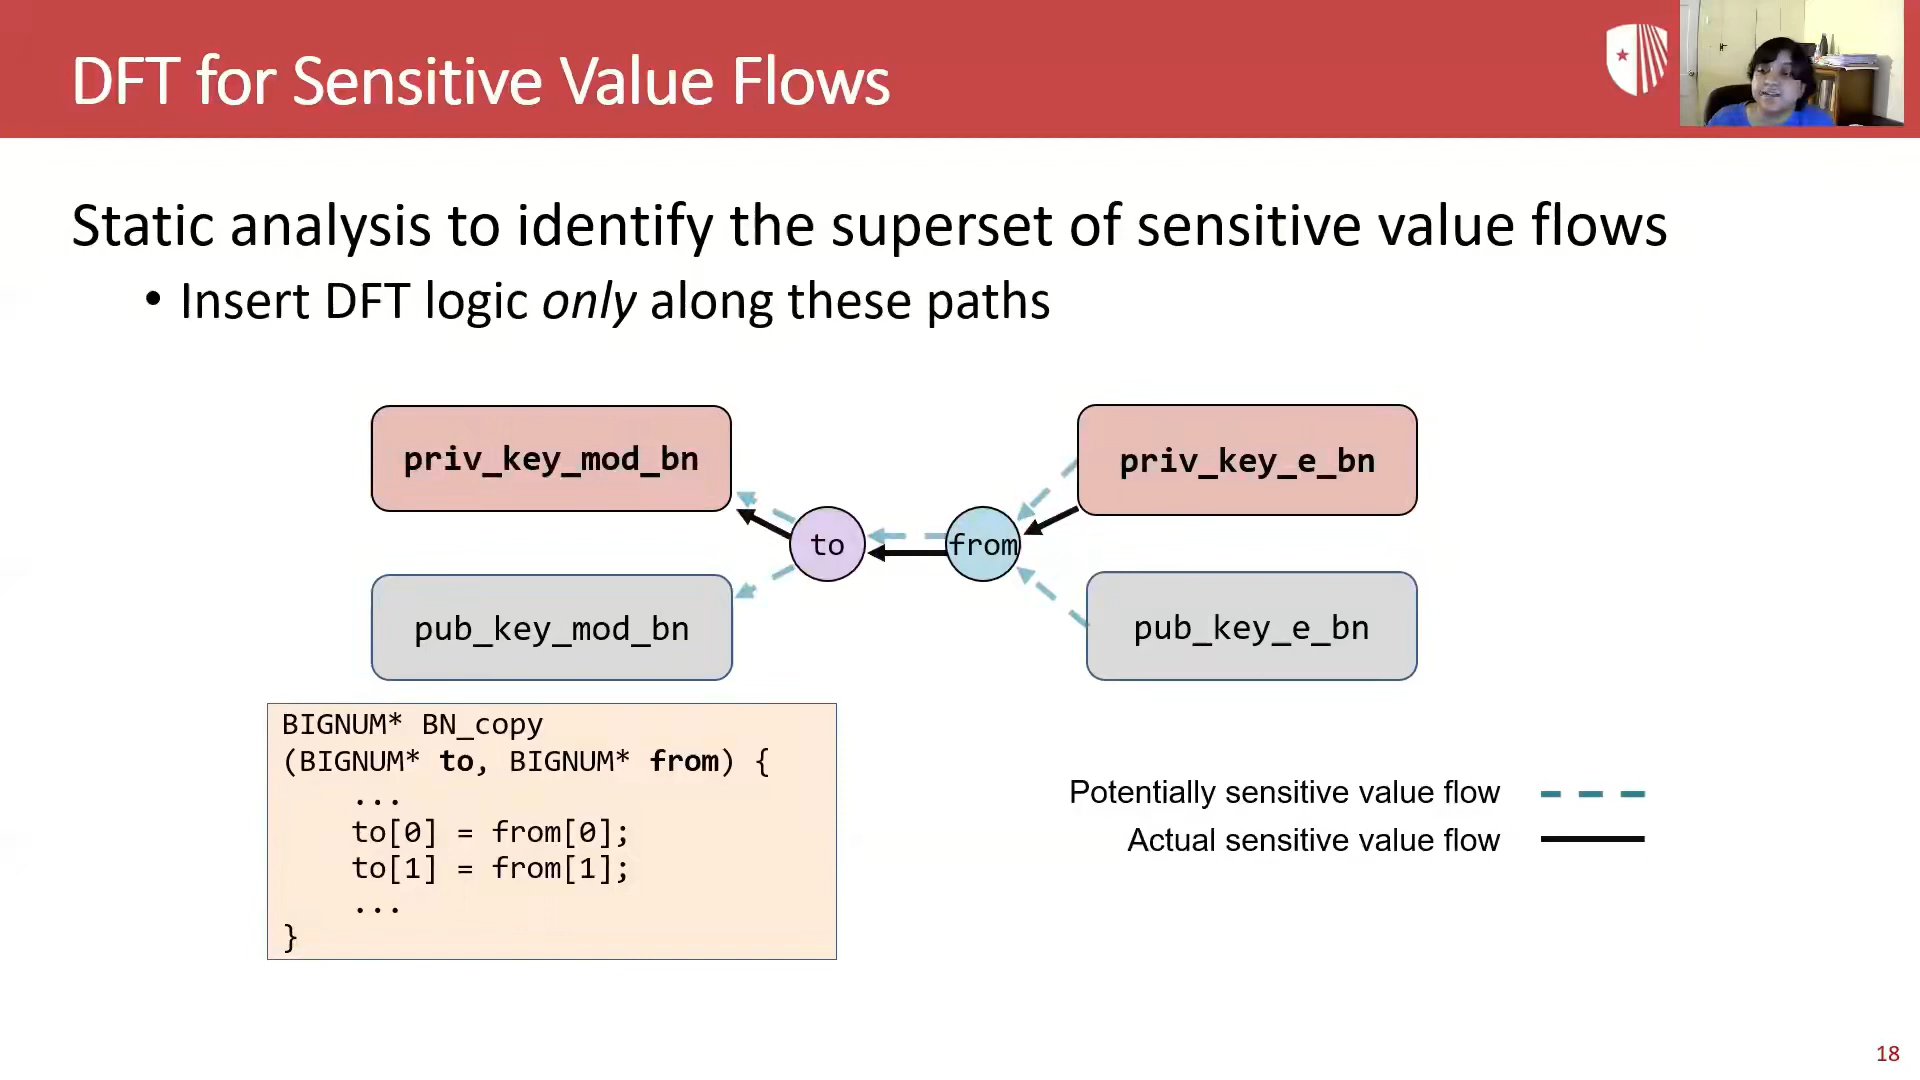 DFT for Sensitive Value Flows
Static analysis to identify the superset of sensitive value flows
• Insert DFT logic only along these paths
priv_key_mod_bn
priv_key_e_bn
to
from
pub_key_mod_bn
pub_key_e_bn
BIGNUM* BN_copy
(BIGNUM* to, BIGNUM* from) {
...
to[0] = from[0];
to[1] = from[1];
...
}
Potentially sensitive value flow
Actual sensitive value flow
18